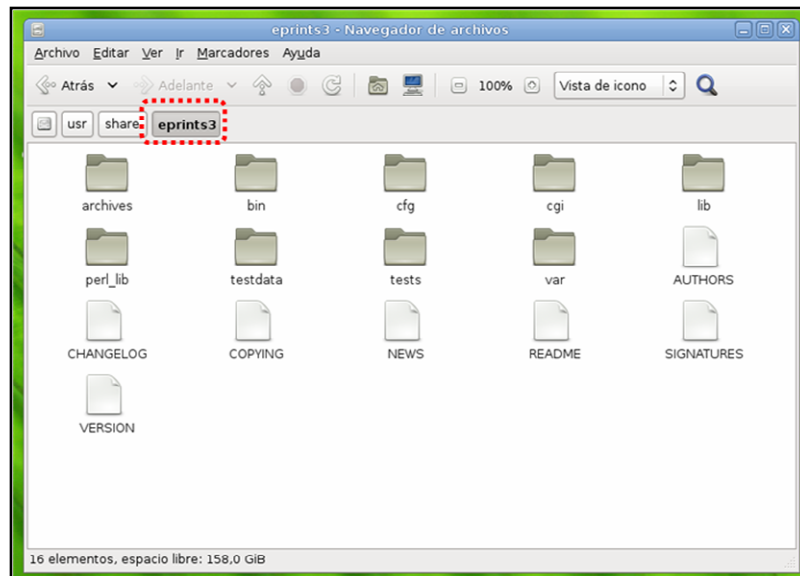 eprints3 - Navegador de archivos
Archivo Editar Ver Ir Marcadores Ayuda
Atrás Adelante 100% Vista de icono
usr share eprints3
archives bin cfg cgi lib
perl_lib testdata tests var AUTHORS
CHANGELOG COPYING NEWS README SIGNATURES
VERSION
16 elementos, espacio libre: 158,0 GiB